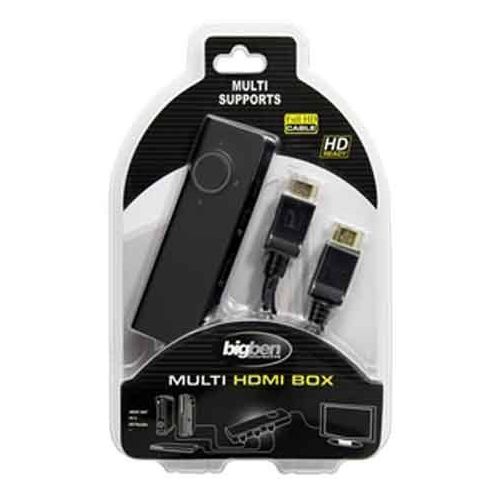 MULTI
SUPPORTS
Full HD
CABLE
HD
READY
bigben
MULTI HDMI BOX